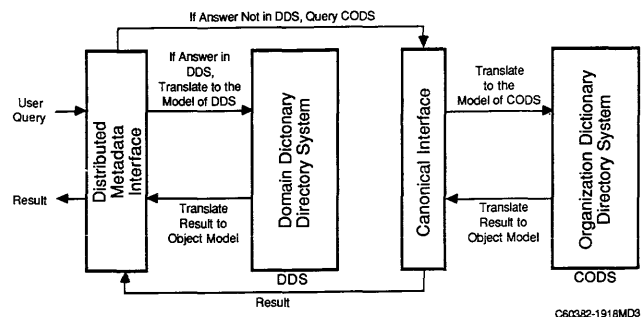 If Answer Not in DDS, Query CODS
If Answer in
DDS,
Translate to the
Model of DDS
User
Query
Result
Distributed
Metadata
Interface
Translate
Result to
Object Model
Domain Dictonary
Directory System
DDS
Result
Canonical Interface
Translate
to the
Model of CODS
Translate
Result to
Object Model
Organization Dictionary
Directory System
CODS
C60382-1918MD3